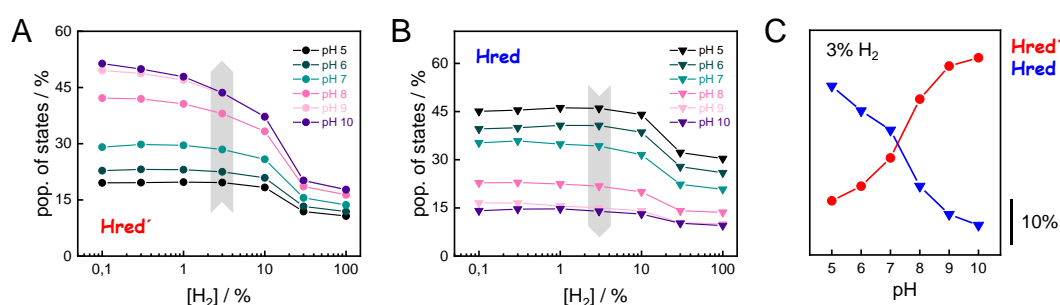 A
60
45
30
15
0
pop. of states / %
pH 5
pH 6
pH 7
pH 8
pH 9
pH 10
Hred´
0,1
1
10
100
[H2] / %
B
Hred
60
45
30
15
0
pop. of states / %
pH 5
pH 6
pH 7
pH 8
pH 9
pH 10
0,1
1
10
100
[H2] / %
C
3% H2
Hred´
Hred
10%
5 6 7 8 9 10
pH